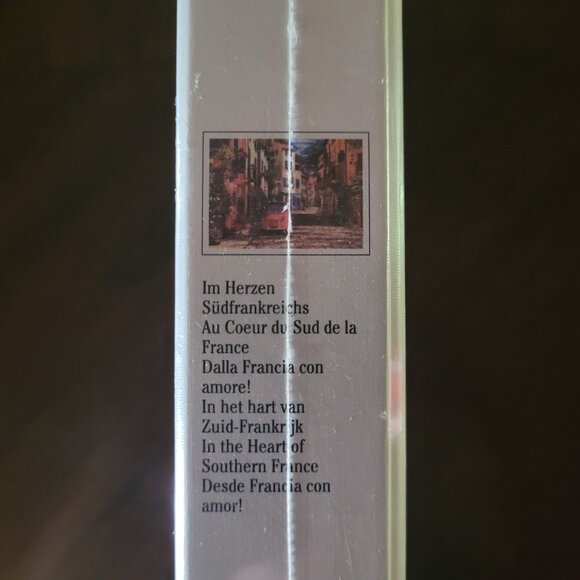 Im Herzen
Südfrankreichs
Au Coeur du Sud de la
France
Dalla Francia con
amore!
In het hart van
Zuid-Frankrijk
In the Heart of
Southern France
Desde Francia con
amor!